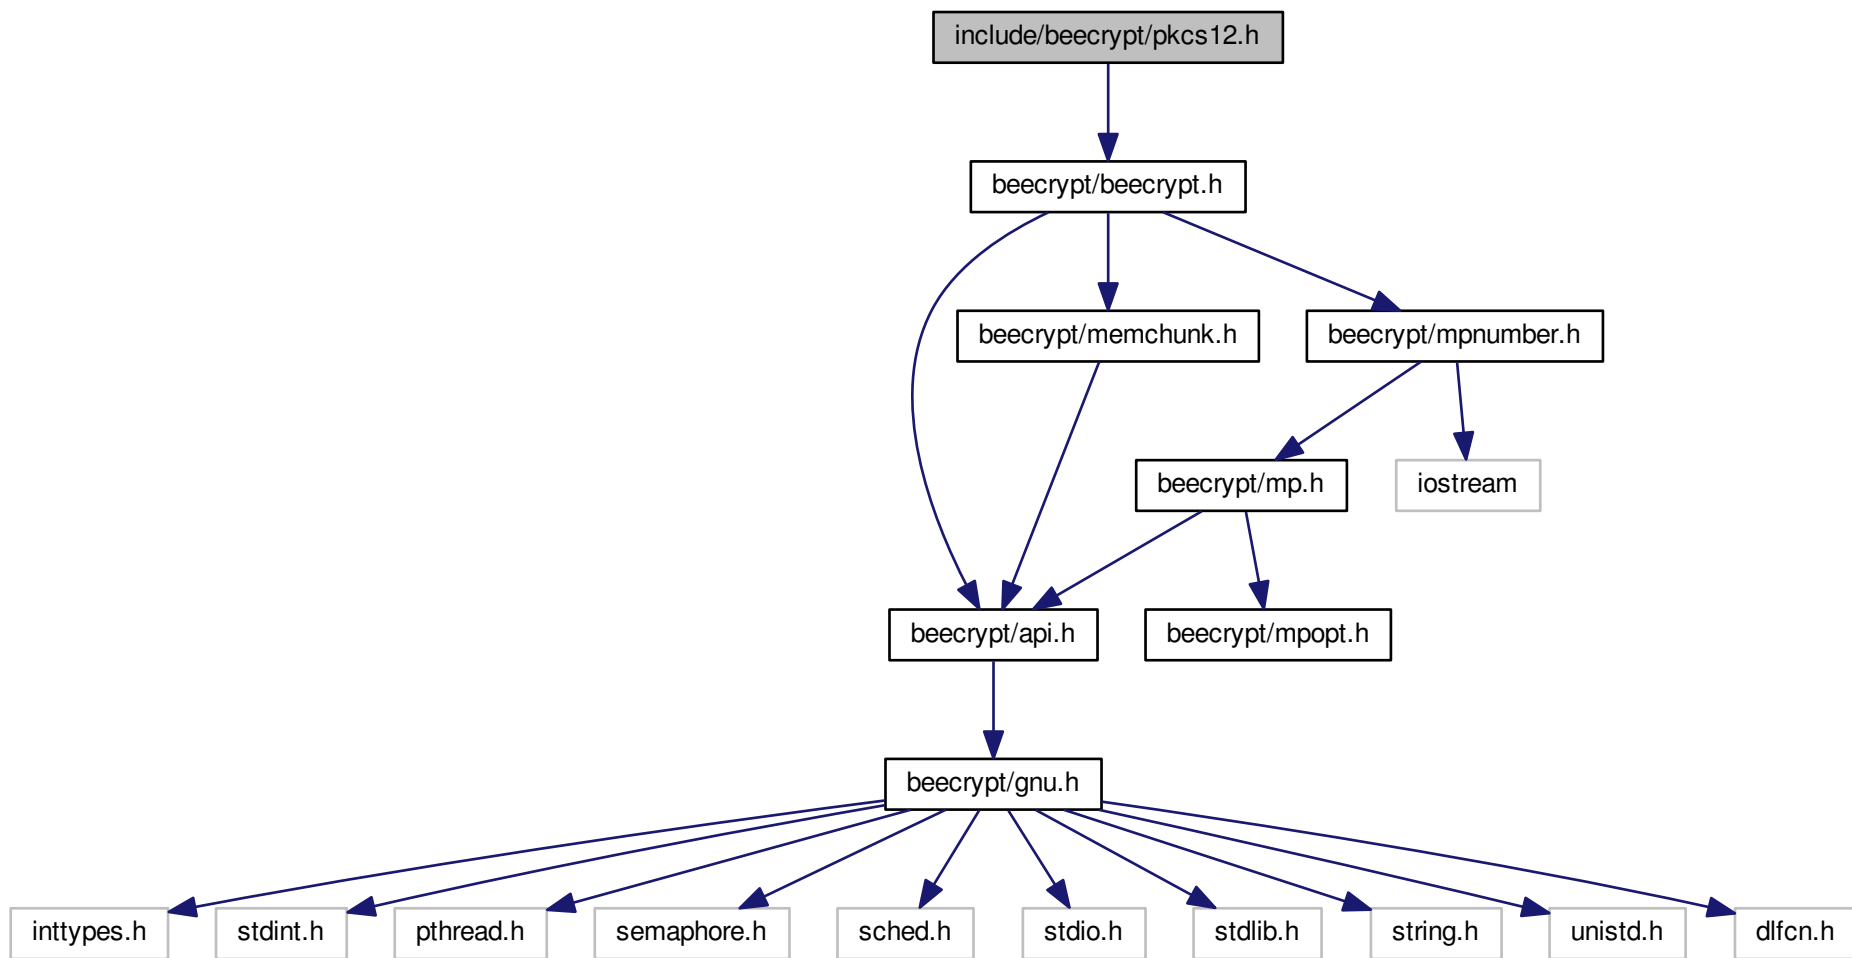 include/beecrypt/pkcs12.h
beecrypt/beecrypt.h
beecrypt/memchunk.h
beecrypt/mpnumber.h
beecrypt/mp.h
iostream
beecrypt/api.h
beecrypt/mpopt.h
beecrypt/gnu.h
inttypes.h
stdint.h
pthread.h
semaphore.h
sched.h
stdio.h
stdlib.h
string.h
unistd.h
dlfcn.h